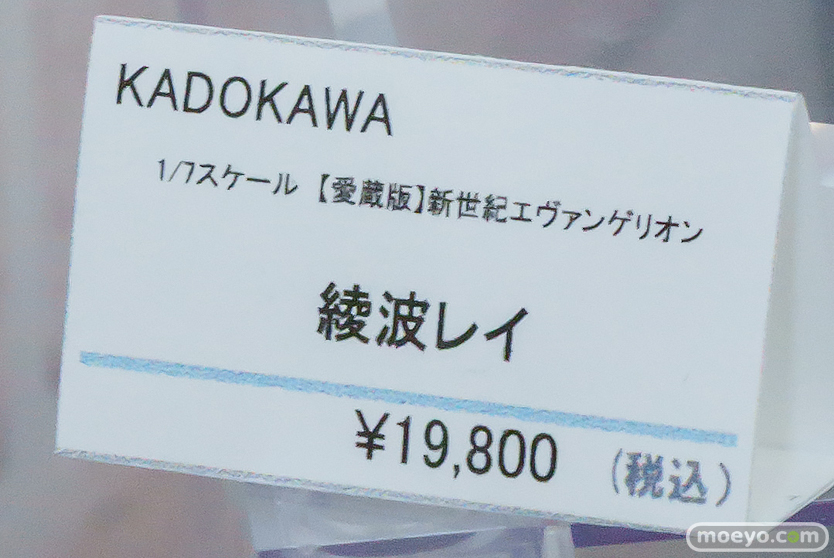 KADOKAWA
1/7スケール 【愛蔵版】新世紀エヴァンゲリオン
綾波レイ
¥19,800 (税込)
moeyo.com